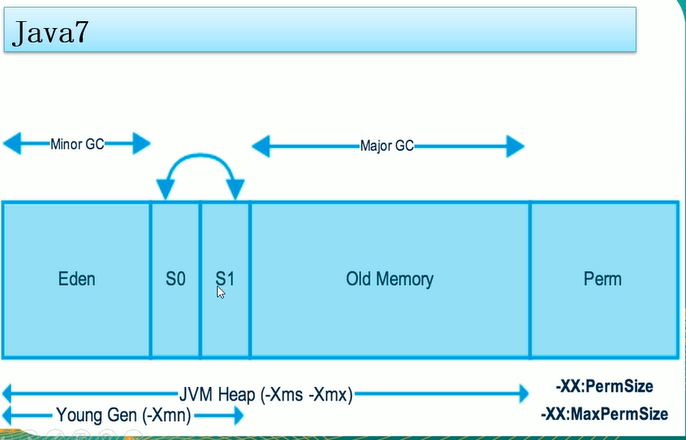 Java7
Minor GC
Major GC
Eden
S0
S1
Old Memory
Perm
JVM Heap (-Xms -Xmx)
-XX:PermSize
Young Gen (-Xmn)
-XX:MaxPermSize